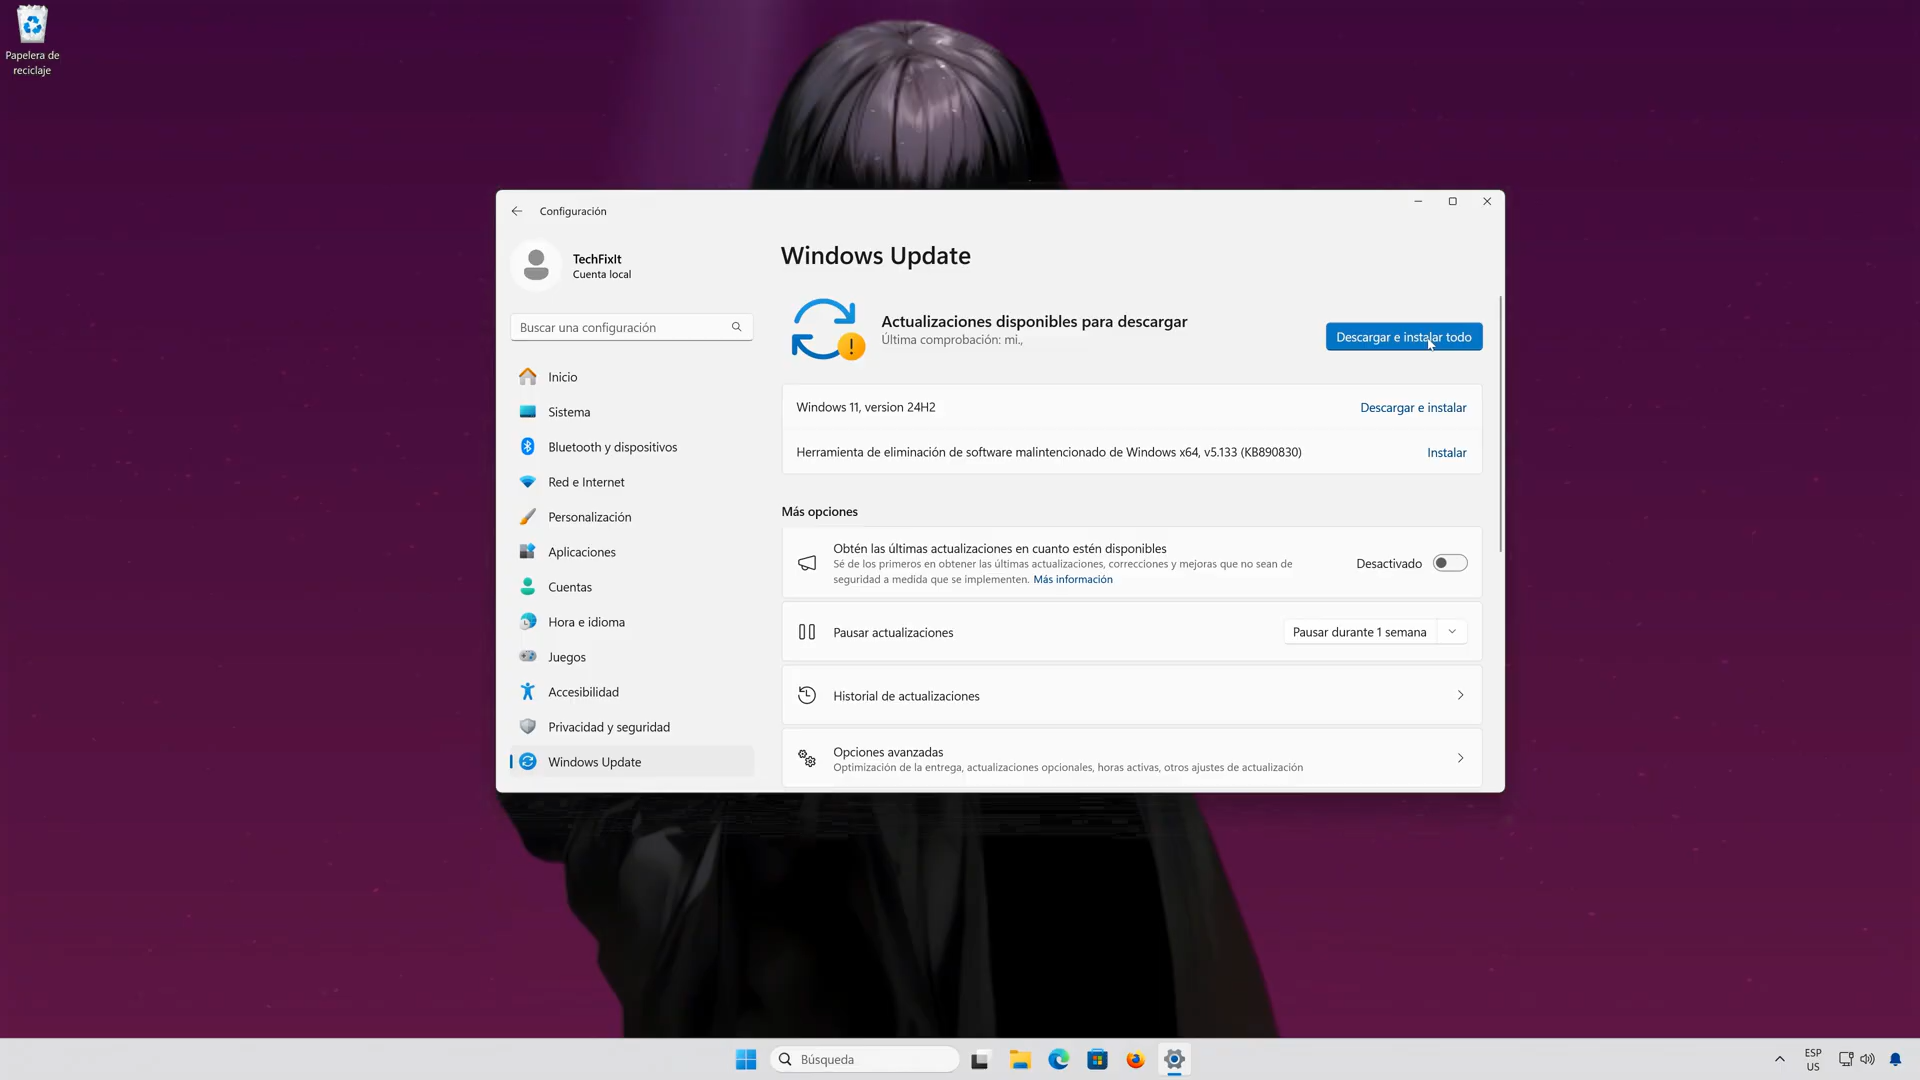 Papelera de
reciclaje
Configuración
TechFixIt
Cuenta local
Buscar una configuración
Inicio
Sistema
Bluetooth y dispositivos
Red e Internet
Personalización
Aplicaciones
Cuentas
Hora e idioma
Juegos
Accesibilidad
Privacidad y seguridad
Windows Update
Windows Update
Actualizaciones disponibles para descargar
Última comprobación: mi.,
Descargar e instalar todo
Windows 11, version 24H2
Descargar e instalar
Herramienta de eliminación de software malintencionado de Windows x64, v5.133 (KB890830)
Instalar
Más opciones
Obtén las últimas actualizaciones en cuanto estén disponibles
Sé de los primeros en obtener las últimas actualizaciones, correcciones y mejoras que no sean de
seguridad a medida que se implementen. Más información
Desactivado
Pausar actualizaciones
Pausar durante 1 semana
Historial de actualizaciones
Opciones avanzadas
Optimización de la entrega, actualizaciones opcionales, horas activas, otros ajustes de actualización
Búsqueda
ESP
US